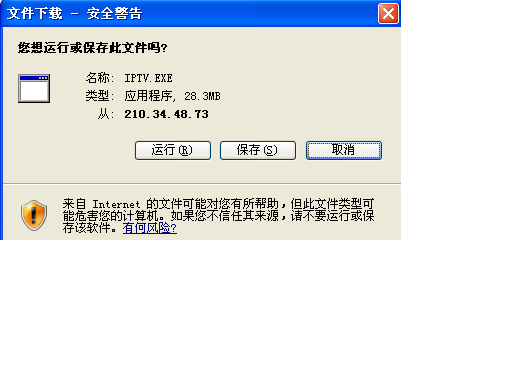 文件下载 - 安全警告
您想运行或保存此文件吗?
名称: IPTV.EXE
类型: 应用程序, 28.3MB
从: 210.34.48.73
运行(R) 保存(S) 取消
来自 Internet 的文件可能对您有所帮助,但此文件类型可
能危害您的计算机。如果您不信任其来源,请不要运行或保
存该软件。有何风险?